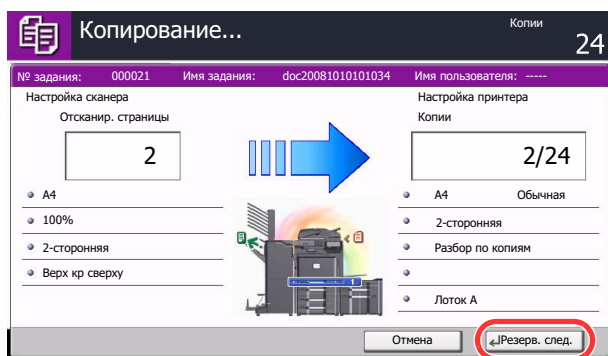 Копирование...
Копии
24
№ задания: 000021 Имя задания: doc20081010101034 Имя пользователя: -----
Настройка сканера
Отсканир. страницы
2
A4
100%
2-сторонняя
Верх кр сверху
Настройка принтера
Копии
2/24
A4 Обычная
2-сторонняя
Разбор по копиям
Лоток A
1
Отмена
Резерв. след.